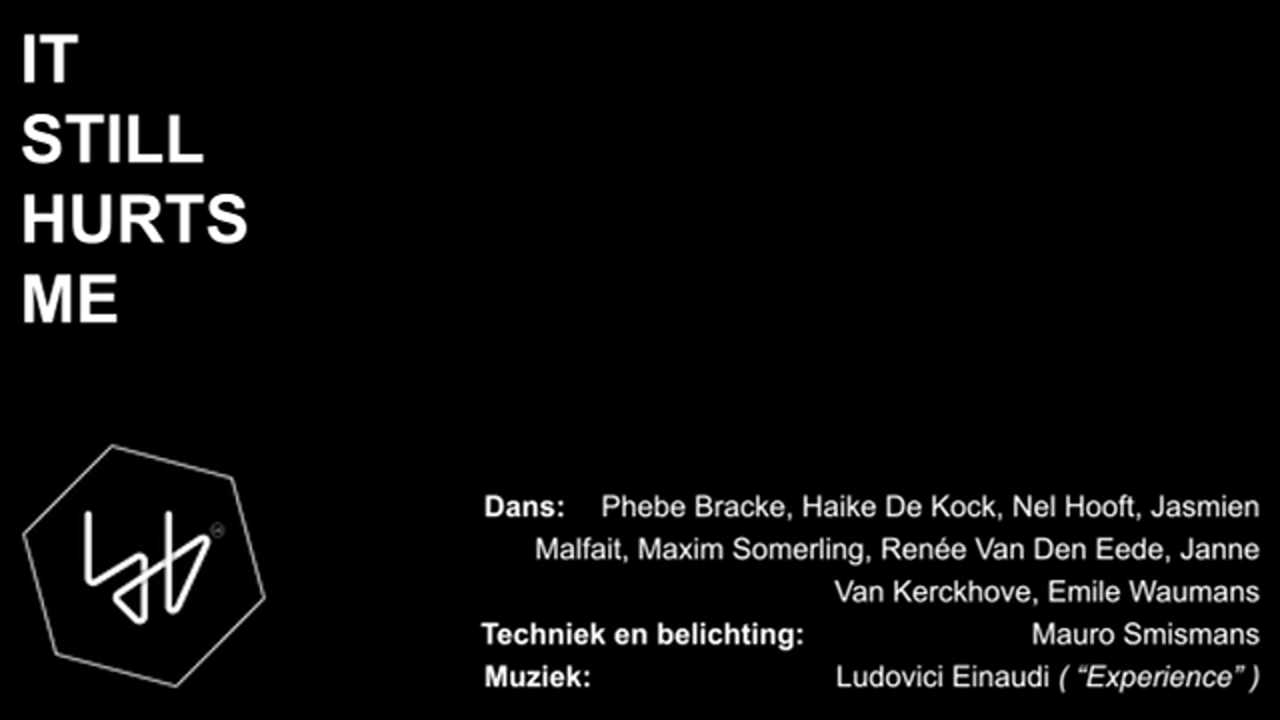 IT
STILL
HURTS
ME
Dans: Phebe Bracke, Haike De Kock, Nel Hooft, Jasmien
Malfait, Maxim Somerling, Renée Van Den Eede, Janne
Van Kerckhove, Emile Waumans
Techniek en belichting: Mauro Smismans
Muziek: Ludovici Einaudi ( “Experience” )